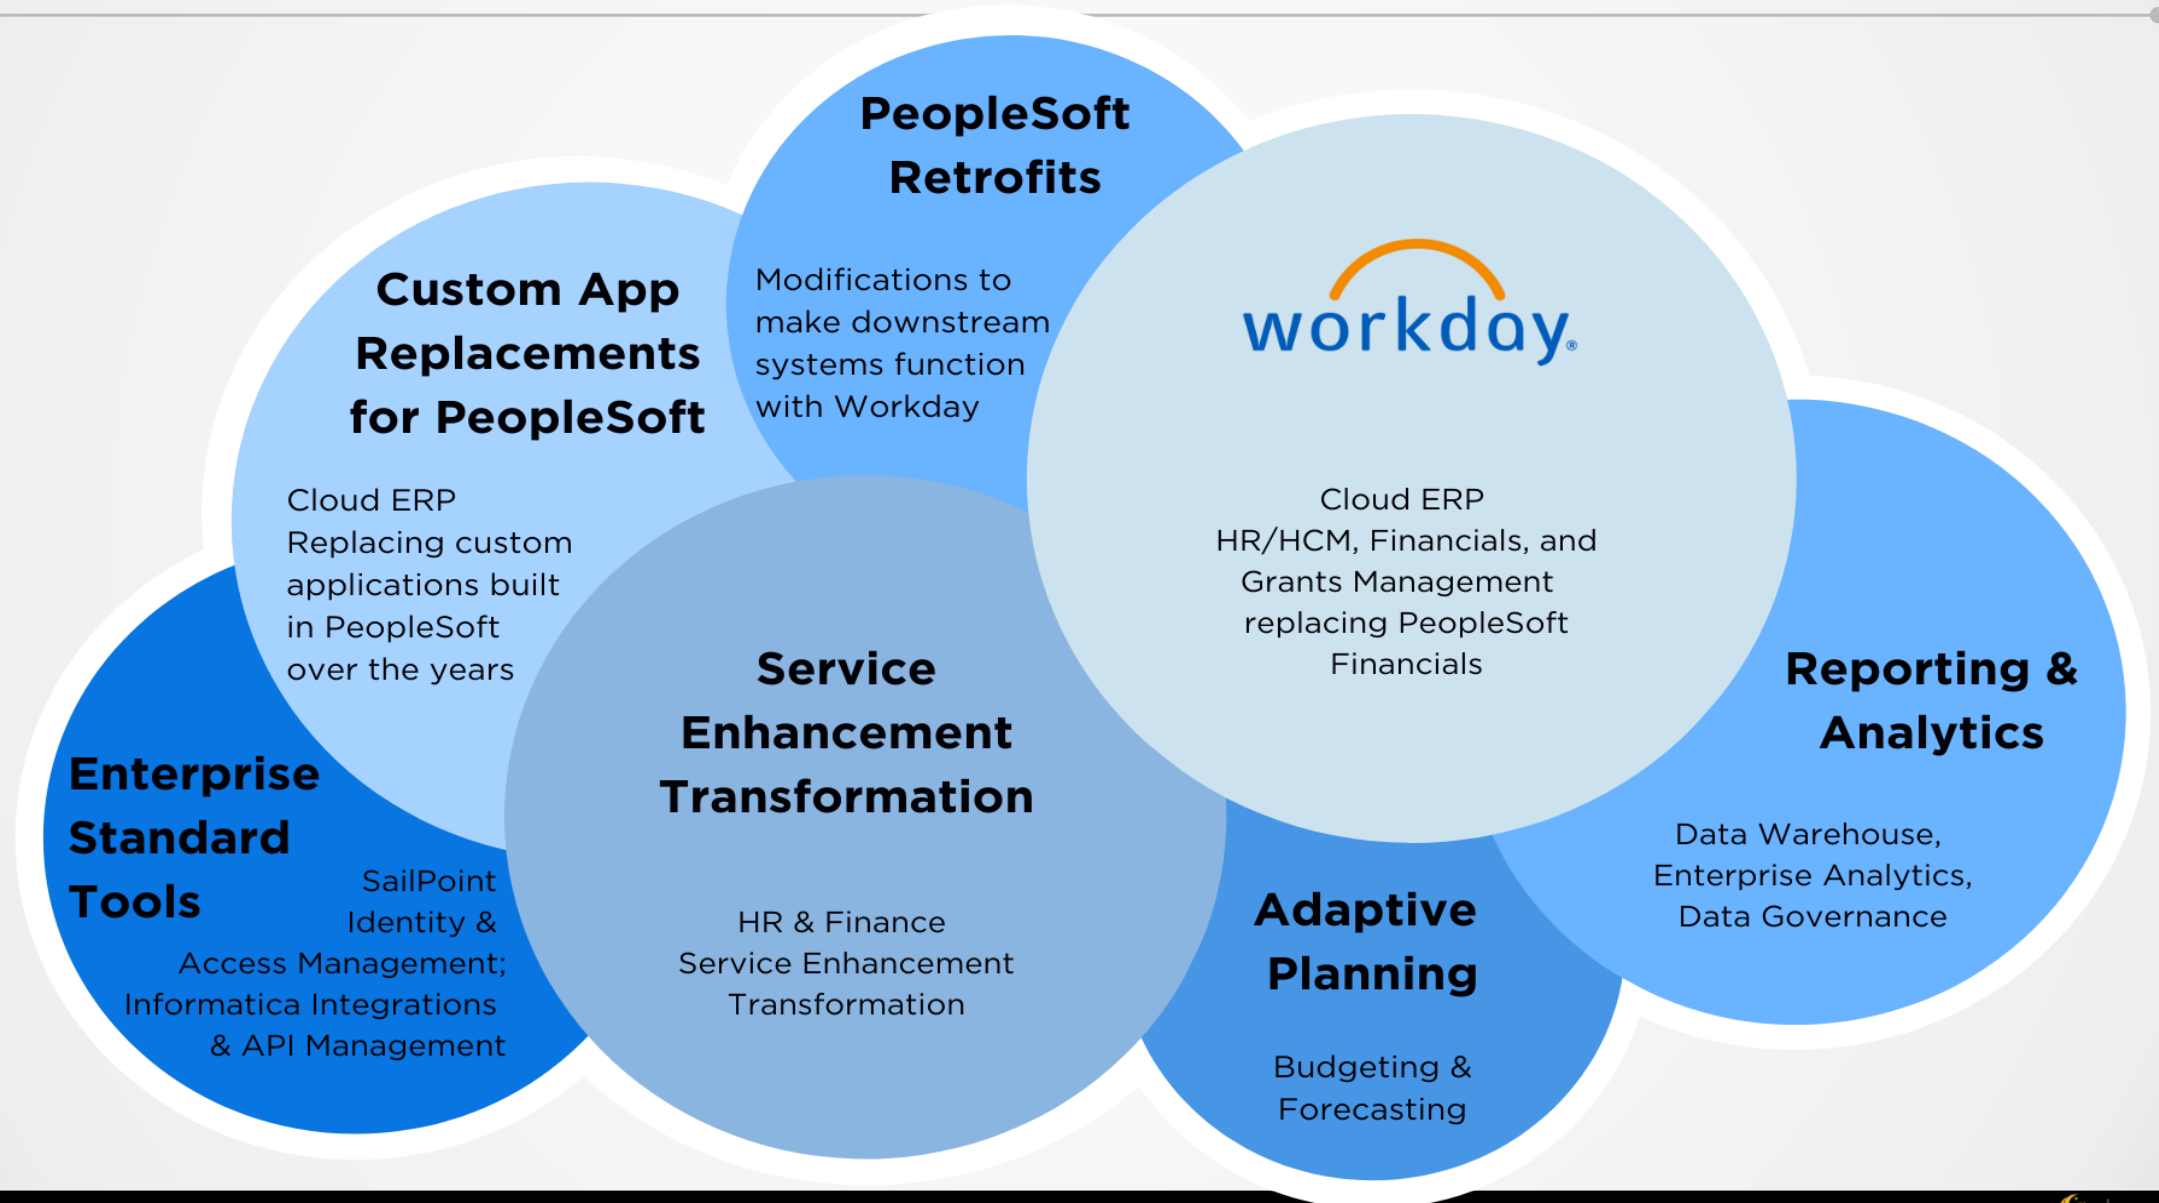 PeopleSoft
Retrofits
Modifications to
make downstream
systems function
with Workday
Custom App
Replacements
for PeopleSoft
Cloud ERP
Replacing custom
applications built
in PeopleSoft
over the years
workday®
Cloud ERP
HR/HCM, Financials, and
Grants Management
replacing PeopleSoft
Financials
Enterprise
Standard
Tools
SailPoint
Identity &
Access Management;
Informatica Integrations
& API Management
Service
Enhancement
Transformation
HR & Finance
Service Enhancement
Transformation
Adaptive
Planning
Budgeting &
Forecasting
Reporting &
Analytics
Data Warehouse,
Enterprise Analytics,
Data Governance